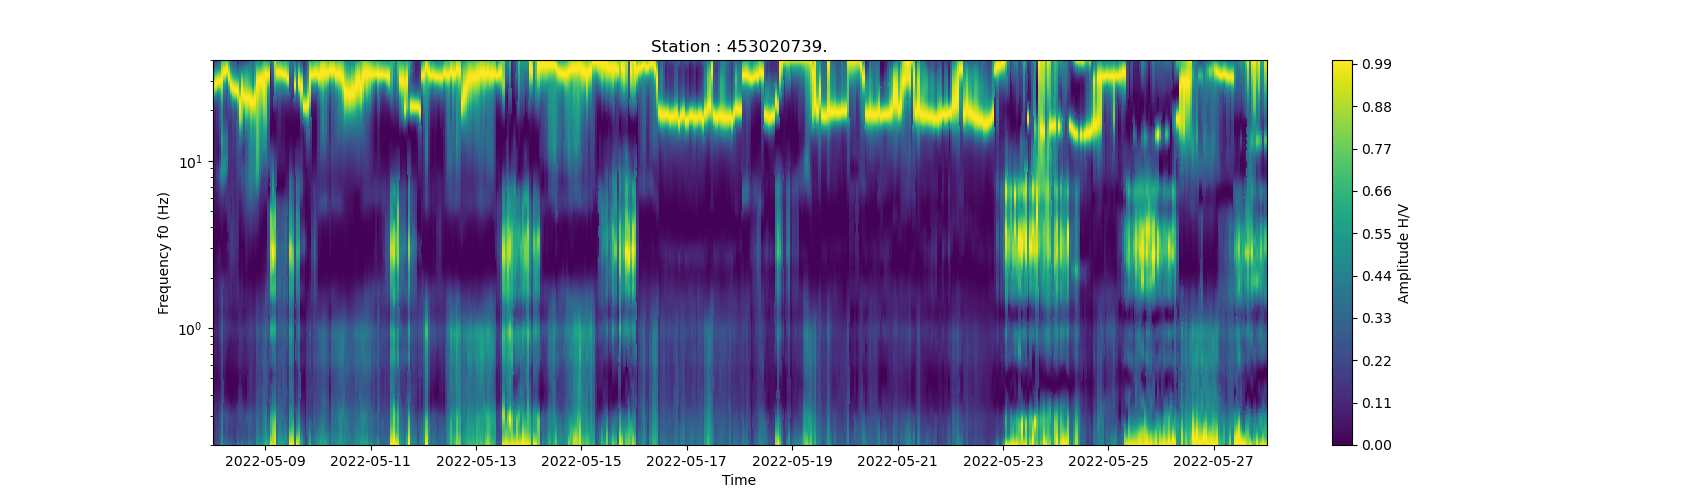 Station : 453020739.
Frequency f0 (Hz)
10¹
10⁰
2022-05-09 2022-05-11 2022-05-13 2022-05-15 2022-05-17 2022-05-19 2022-05-21 2022-05-23 2022-05-25 2022-05-27
Time
0.99
0.88
0.77
0.66
0.55
0.44
0.33
0.22
0.11
0.00
Amplitude H/V